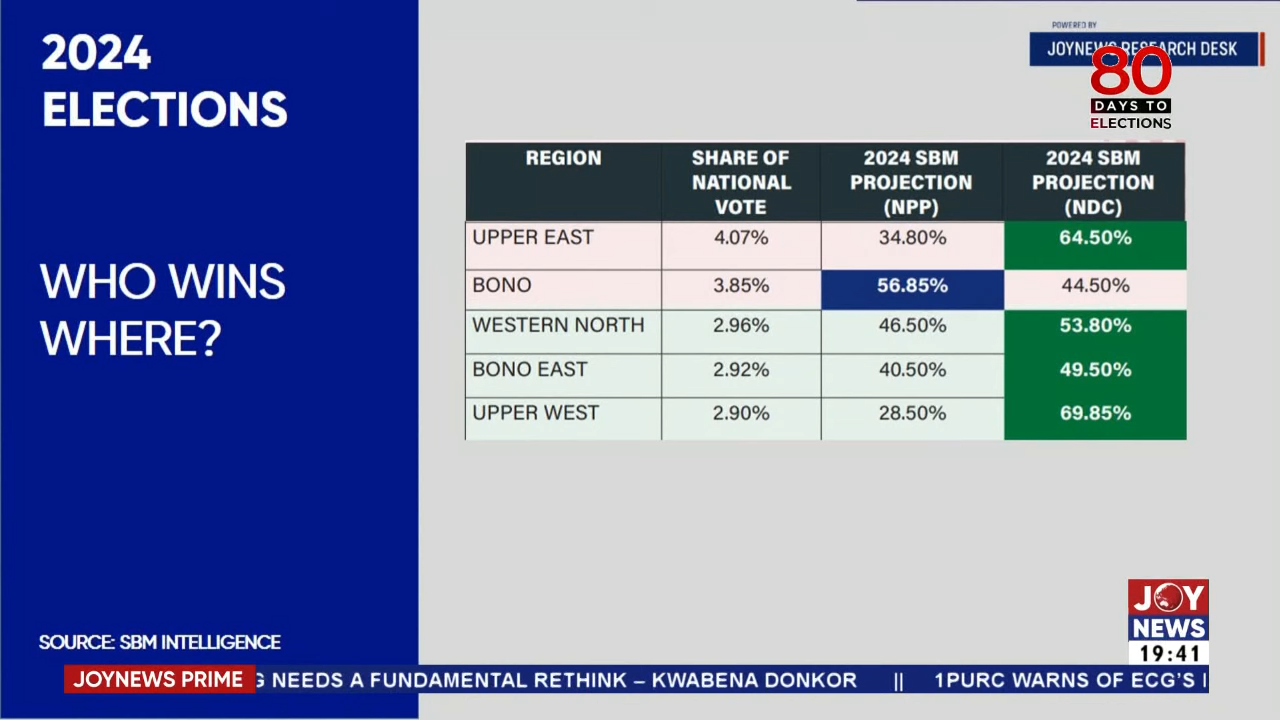 2024
ELECTIONS
WHO WINS
WHERE?
SOURCE: SBM INTELLIGENCE
POWERED BY
JOYNEWS RESEARCH DESK
80
DAYS TO
ELECTIONS
REGION SHARE OF NATIONAL VOTE 2024 SBM PROJECTION (NPP) 2024 SBM PROJECTION (NDC)
UPPER EAST 4.07% 34.80% 64.50%
BONO 3.85% 56.85% 44.50%
WESTERN NORTH 2.96% 46.50% 53.80%
BONO EAST 2.92% 40.50% 49.50%
UPPER WEST 2.90% 28.50% 69.85%
JOY
NEWS
19:41
JOYNEWS PRIME G NEEDS A FUNDAMENTAL RETHINK – KWABENA DONKOR || 1PURC WARNS OF ECG'S